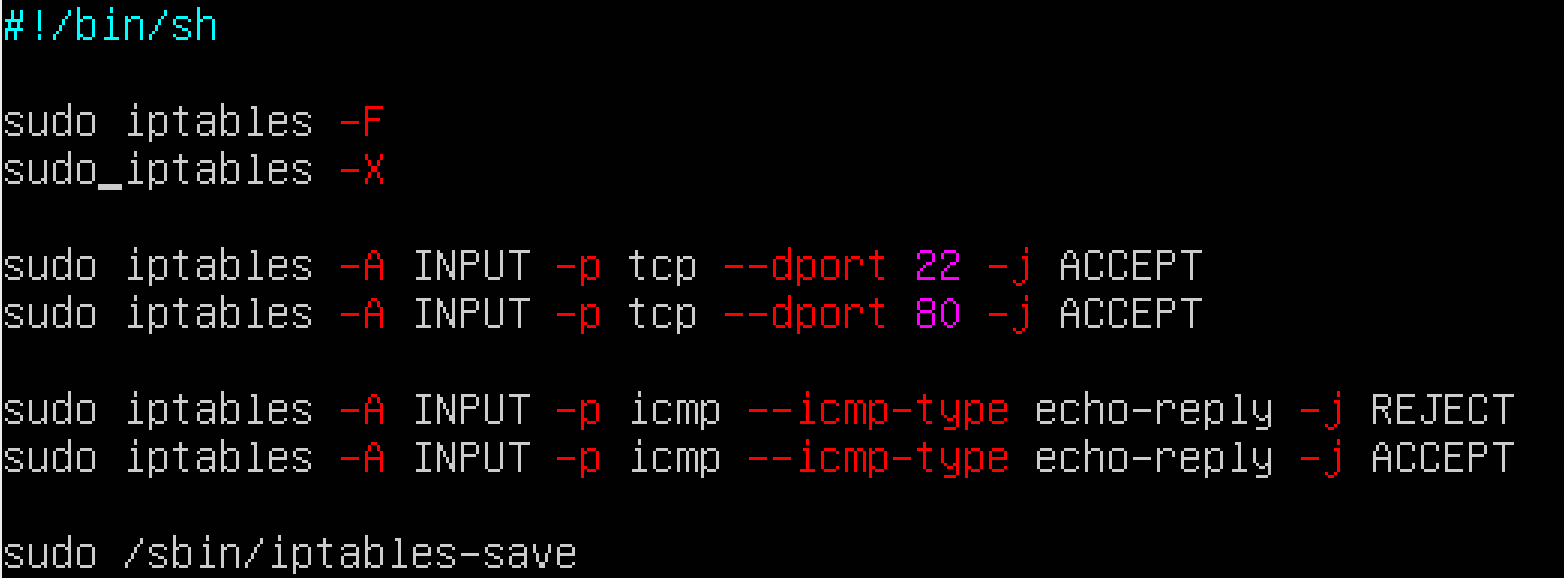 #!/bin/sh
sudo iptables -F
sudo iptables -X
sudo iptables -A INPUT -p tcp --dport 22 -j ACCEPT
sudo iptables -A INPUT -p tcp --dport 80 -j ACCEPT
sudo iptables -A INPUT -p icmp --icmp-type echo-reply -j REJECT
sudo iptables -A INPUT -p icmp --icmp-type echo-reply -j ACCEPT
sudo /sbin/iptables-save